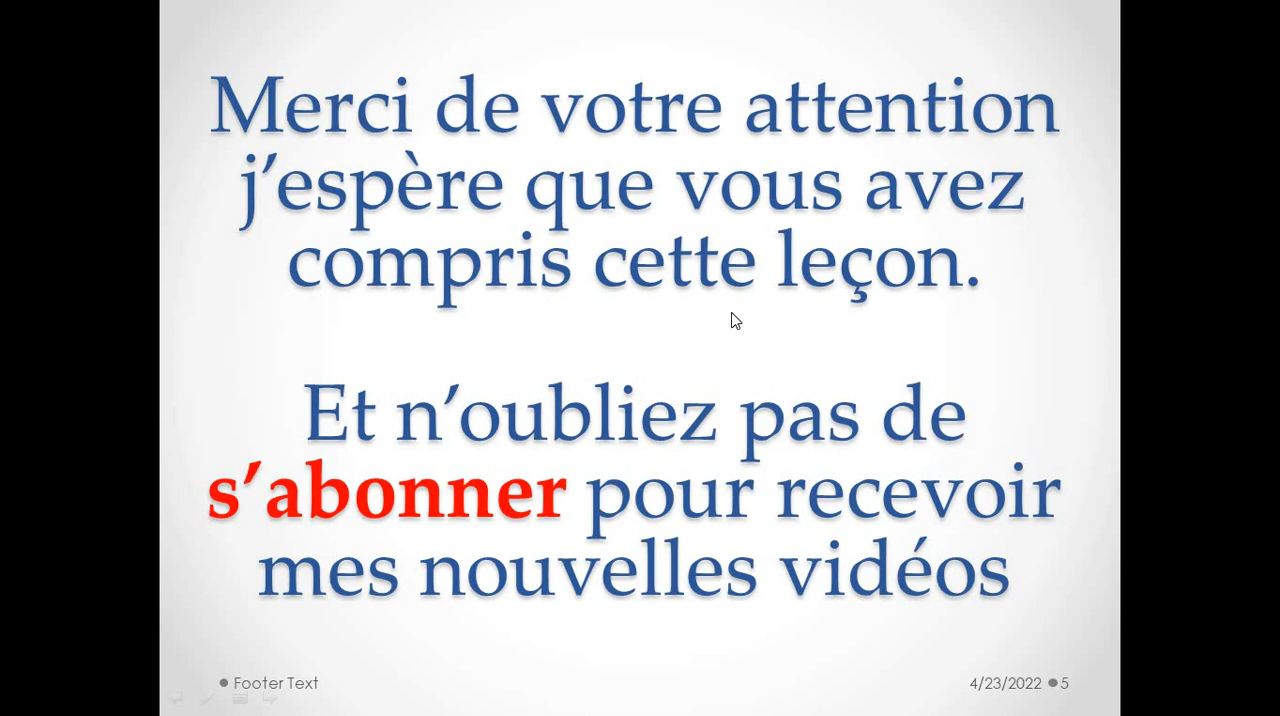 Merci de votre attention
j’espère que vous avez
compris cette leçon.
Et n’oubliez pas de
s’abonner pour recevoir
mes nouvelles vidéos
Footer Text
4/23/2022 5